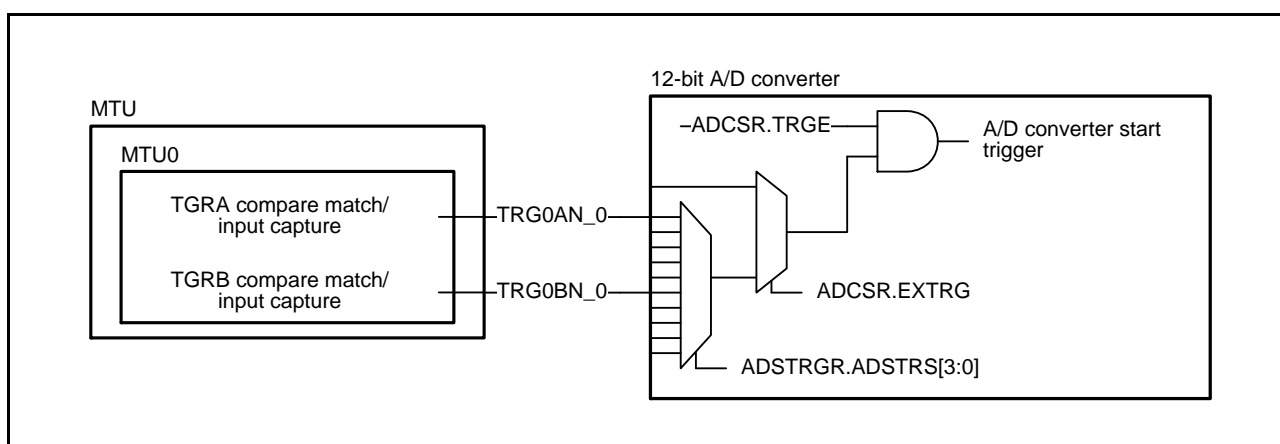 12-bit A/D converter
MTU
–ADCSR.TRGE
A/D converter start
trigger
MTU0
TGRA compare match/
input capture
TRG0AN_0
TGRB compare match/
input capture
TRG0BN_0
ADCSR.EXTRG
ADSTRGR.ADSTRS[3:0]